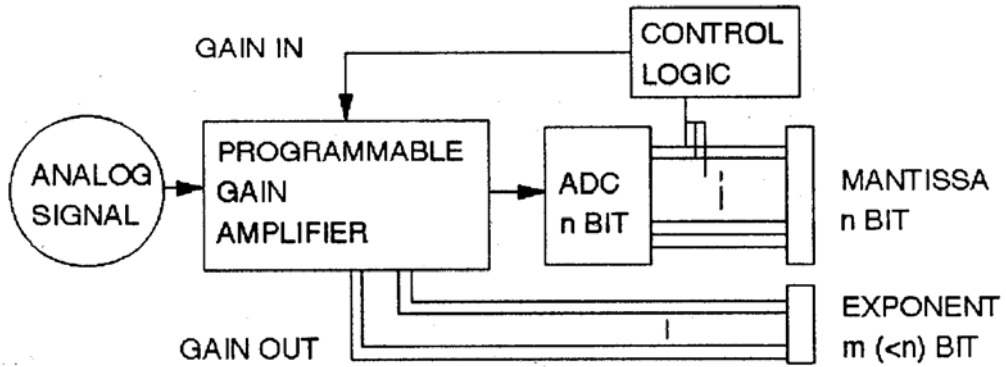 GAIN IN
CONTROL
LOGIC
ANALOG
SIGNAL
PROGRAMMABLE
GAIN
AMPLIFIER
ADC
n BIT
MANTISSA
n BIT
GAIN OUT
EXPONENT
m (<n) BIT